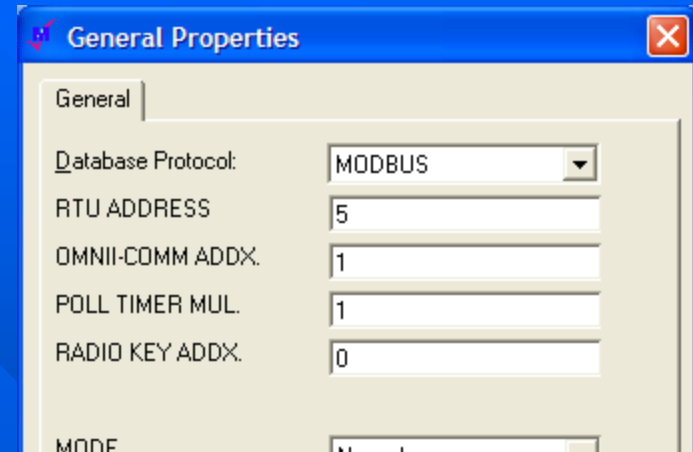 General Properties
General
Database Protocol:
MODBUS
RTU ADDRESS
5
OMNII-COMM ADDX.
1
POLL TIMER MUL.
1
RADIO KEY ADDX.
0
MODE